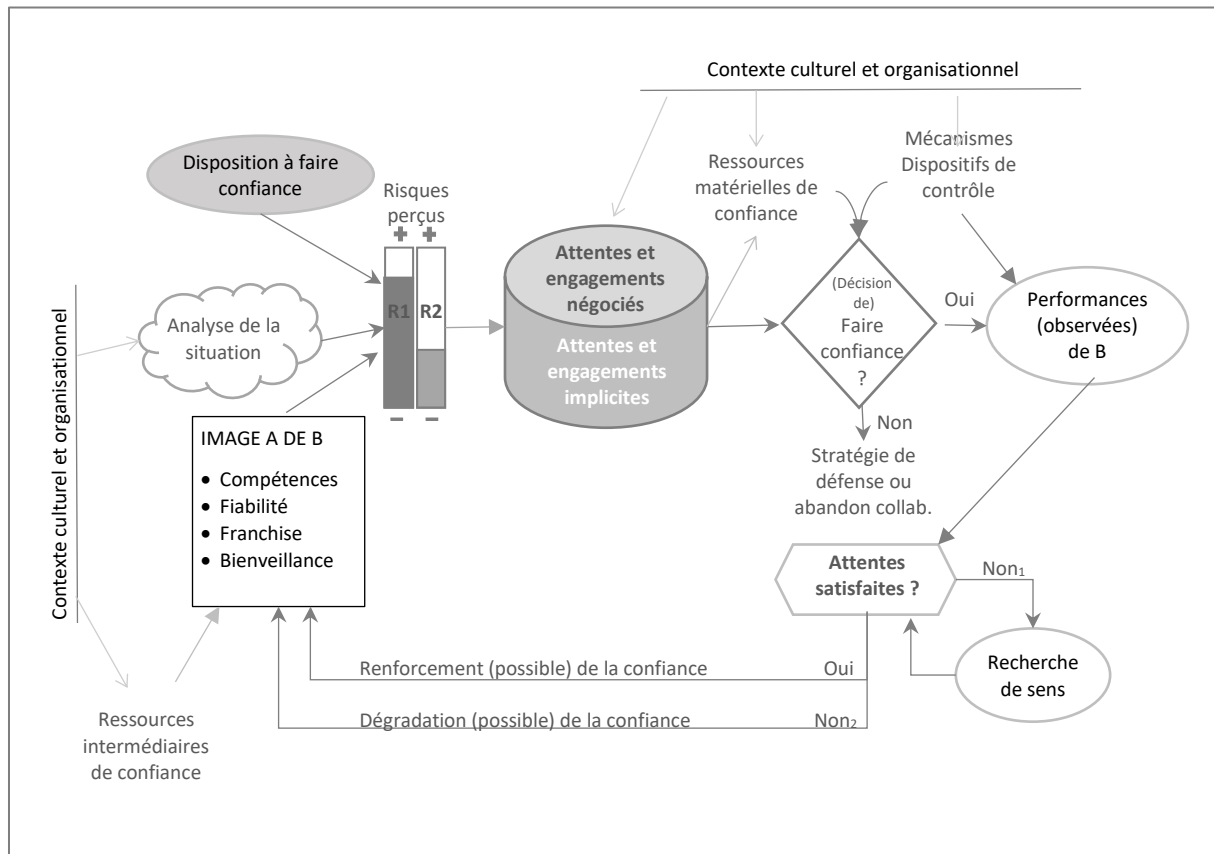 Contexte culturel et organisationnel
Disposition à faire
confiance
Risques
perçus
+ +
R1 R2
– –
Contexte culturel et organisationnel
Analyse de la
situation
IMAGE A DE B
• Compétences
• Fiabilité
• Franchise
• Bienveillance
Ressources
intermédiaires
de confiance
Attentes et
engagements
négociés
Attentes et
engagements
implicites
Ressources
matérielles de
confiance
Mécanismes
Dispositifs de
contrôle
(Décision
de)
Faire
confiance
?
Oui
Non
Performances
(observées)
de B
Stratégie de
défense ou
abandon collab.
Attentes
satisfaites ?
Non₁
Recherche
de sens
Renforcement (possible) de la confiance Oui
Dégradation (possible) de la confiance Non₂